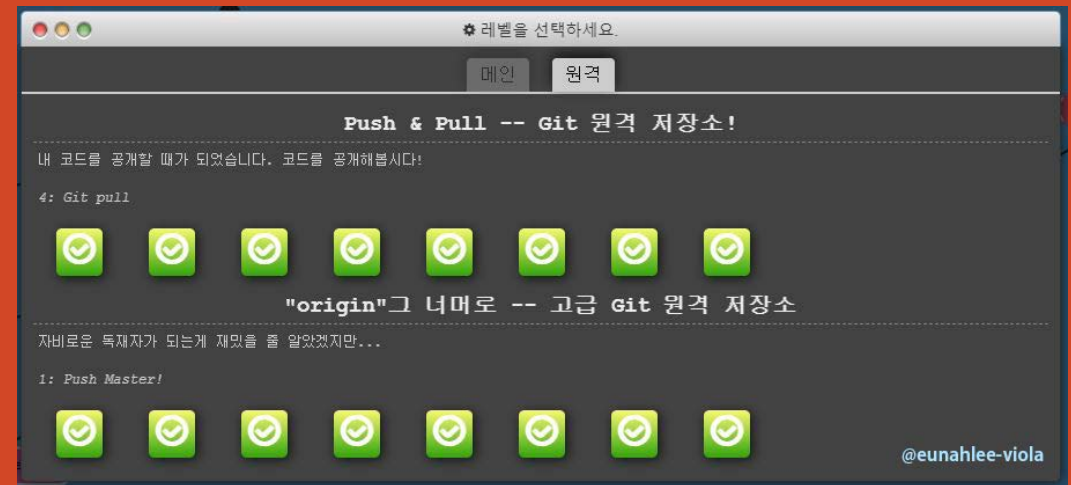 레벨을 선택하세요.
메인 원격
Push & Pull -- Git 원격 저장소!
내 코드를 공개할 때가 되었습니다. 코드를 공개해봅시다!
4: Git pull
"origin"그 너머로 -- 고급 Git 원격 저장소
자비로운 독재자가 되는게 재밌을 줄 알았겠지만...
1: Push Master!
@eunahlee-viola